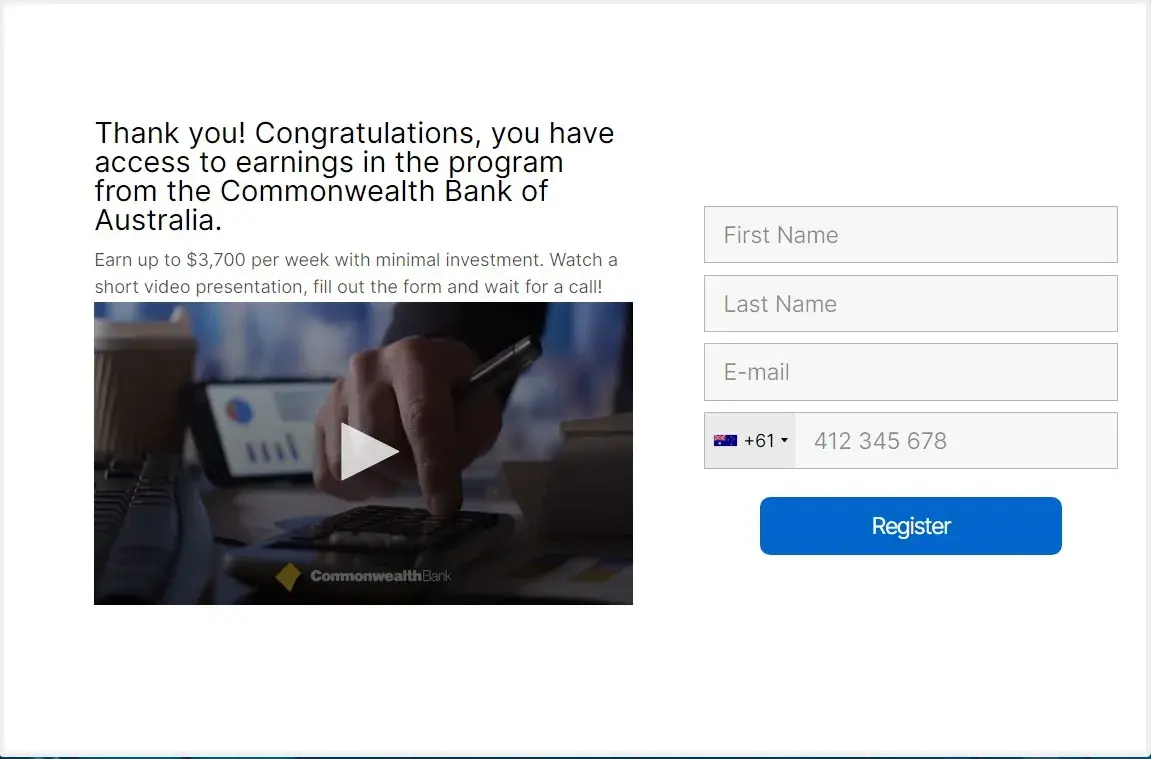 Thank you! Congratulations, you have
access to earnings in the program
from the Commonwealth Bank of
Australia.
Earn up to $3,700 per week with minimal investment. Watch a
short video presentation, fill out the form and wait for a call!
CommonwealthBank
First Name
Last Name
E-mail
+61 412 345 678
Register